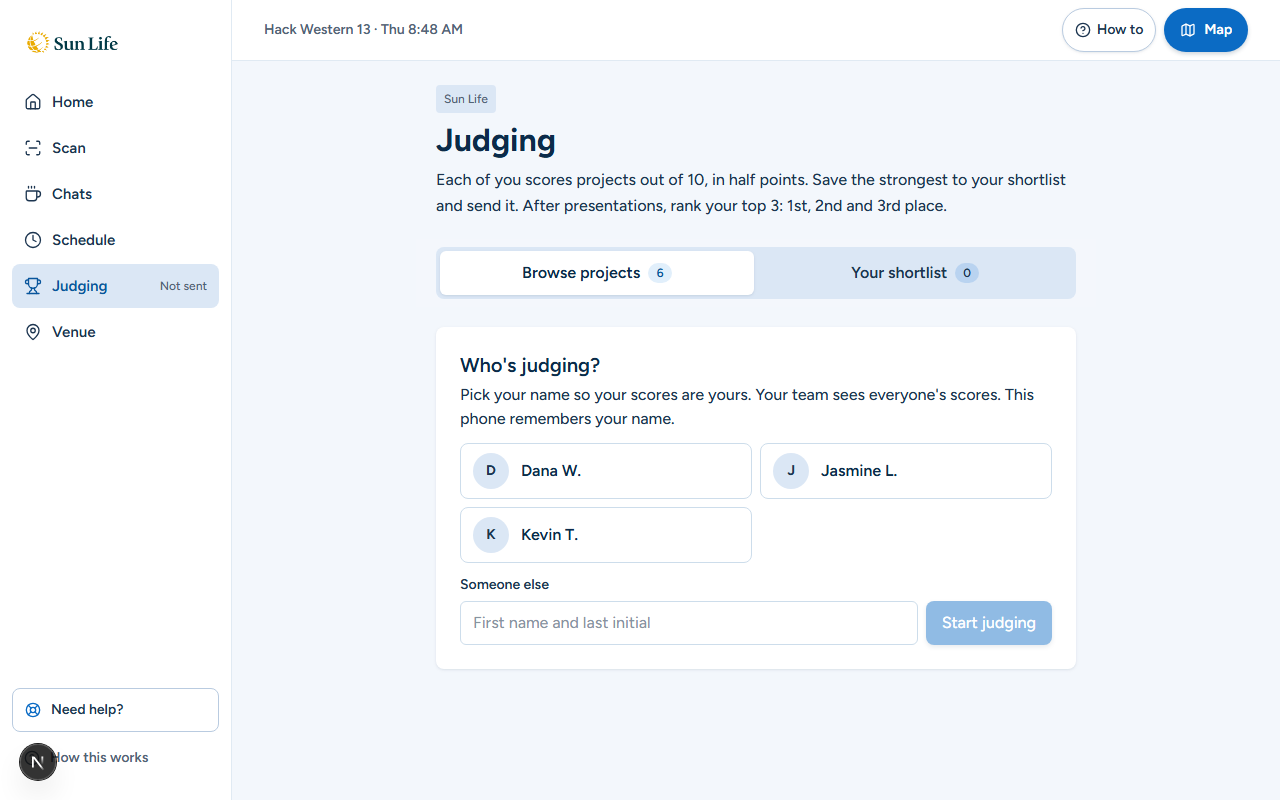 Sun Life
Home
Scan
Chats
Schedule
Judging Not sent
Venue
Need help?
How this works
N
Hack Western 13 · Thu 8:48 AM
How to
Map
Sun Life
Judging
Each of you scores projects out of 10, in half points. Save the strongest to your shortlist
and send it. After presentations, rank your top 3: 1st, 2nd and 3rd place.
Browse projects 6
Your shortlist 0
Who's judging?
Pick your name so your scores are yours. Your team sees everyone's scores. This
phone remembers your name.
D Dana W.
J Jasmine L.
K Kevin T.
Someone else
First name and last initial
Start judging